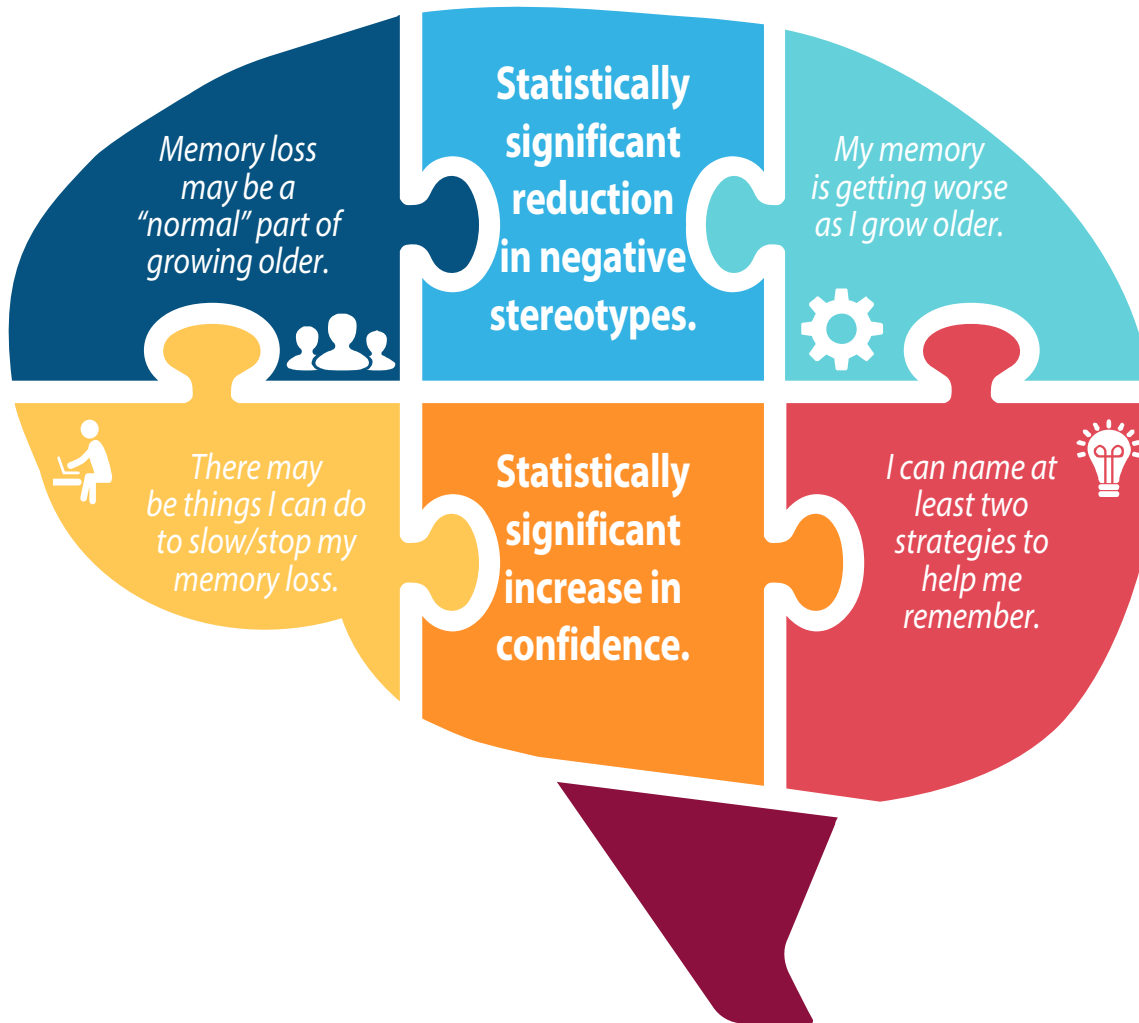 Memory loss
may be a
“normal” part of
growing older.
Statistically
significant
reduction
in negative
stereotypes.
My memory
is getting worse
as I grow older.
There may
be things I can do
to slow/stop my
memory loss.
Statistically
significant
increase in
confidence.
I can name at
least two
strategies to
help me
remember.